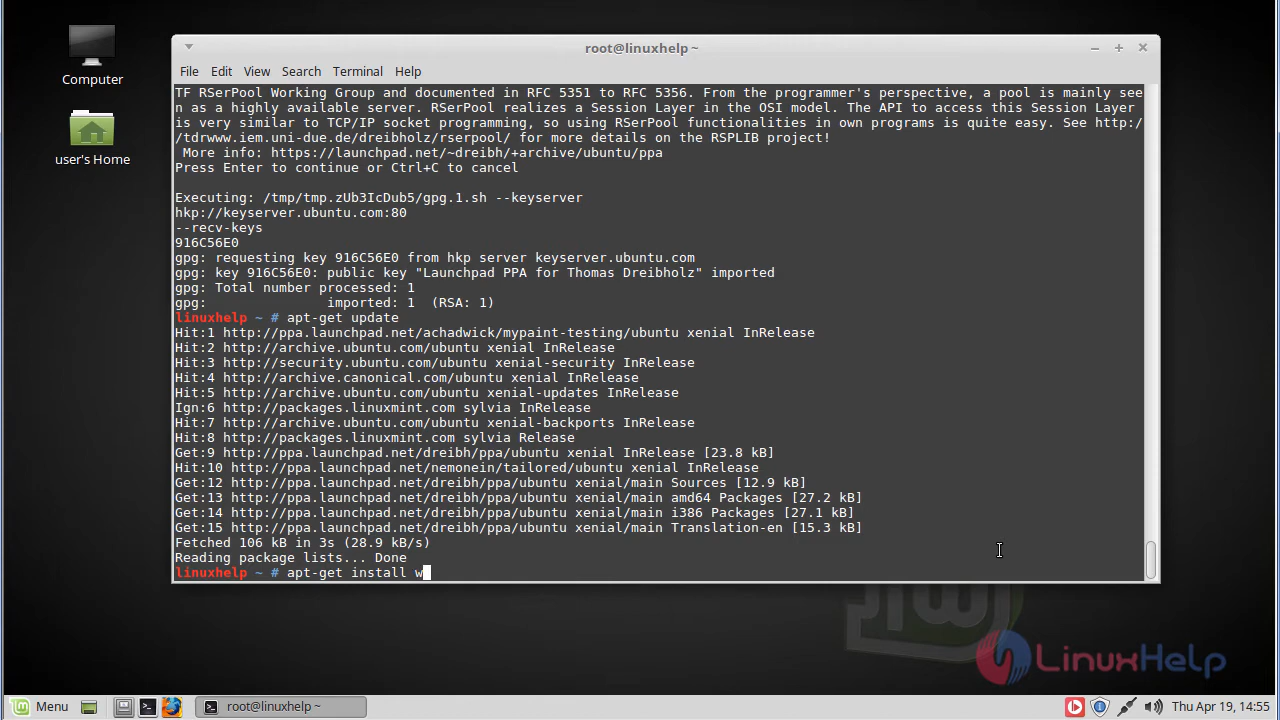 root@linuxhelp ~
File Edit View Search Terminal Help
TF RSerPool Working Group and documented in RFC 5351 to RFC 5356. From the programmer's perspective, a pool is mainly see
n as a highly available server. RSerPool realizes a Session Layer in the OSI model. The API to access this Session Layer
is very similar to TCP/IP socket programming, so using RSerPool functionalities in own programs is quite easy. See http:/
/tdrwww.iem.uni-due.de/dreibholz/rserpool/ for more details on the RSPLIB project!
More info: https://launchpad.net/~dreibh/+archive/ubuntu/ppa
Press Enter to continue or Ctrl+C to cancel
Executing: /tmp/tmp.zUb3IcDub5/gpg.1.sh --keyserver
hkp://keyserver.ubuntu.com:80
--recv-keys
916C56E0
gpg: requesting key 916C56E0 from hkp server keyserver.ubuntu.com
gpg: key 916C56E0: public key "Launchpad PPA for Thomas Dreibholz" imported
gpg: Total number processed: 1
gpg:               imported: 1  (RSA: 1)
linuxhelp ~ # apt-get update
Hit:1 http://ppa.launchpad.net/achadwick/mypaint-testing/ubuntu xenial InRelease
Hit:2 http://archive.ubuntu.com/ubuntu xenial InRelease
Hit:3 http://security.ubuntu.com/ubuntu xenial-security InRelease
Hit:4 http://archive.canonical.com/ubuntu xenial InRelease
Hit:5 http://archive.ubuntu.com/ubuntu xenial-updates InRelease
Ign:6 http://packages.linuxmint.com sylvia InRelease
Hit:7 http://archive.ubuntu.com/ubuntu xenial-backports InRelease
Hit:8 http://packages.linuxmint.com sylvia Release
Get:9 http://ppa.launchpad.net/dreibh/ppa/ubuntu xenial InRelease [23.8 kB]
Hit:10 http://ppa.launchpad.net/nemonein/tailored/ubuntu xenial InRelease
Get:12 http://ppa.launchpad.net/dreibh/ppa/ubuntu xenial/main Sources [12.9 kB]
Get:13 http://ppa.launchpad.net/dreibh/ppa/ubuntu xenial/main amd64 Packages [27.2 kB]
Get:14 http://ppa.launchpad.net/dreibh/ppa/ubuntu xenial/main i386 Packages [27.1 kB]
Get:15 http://ppa.launchpad.net/dreibh/ppa/ubuntu xenial/main Translation-en [15.3 kB]
Fetched 106 kB in 3s (28.9 kB/s)
Reading package lists... Done
linuxhelp ~ # apt-get install w
Computer
user's Home
LinuxHelp
Menu
root@linuxhelp ~
Thu Apr 19, 14:55